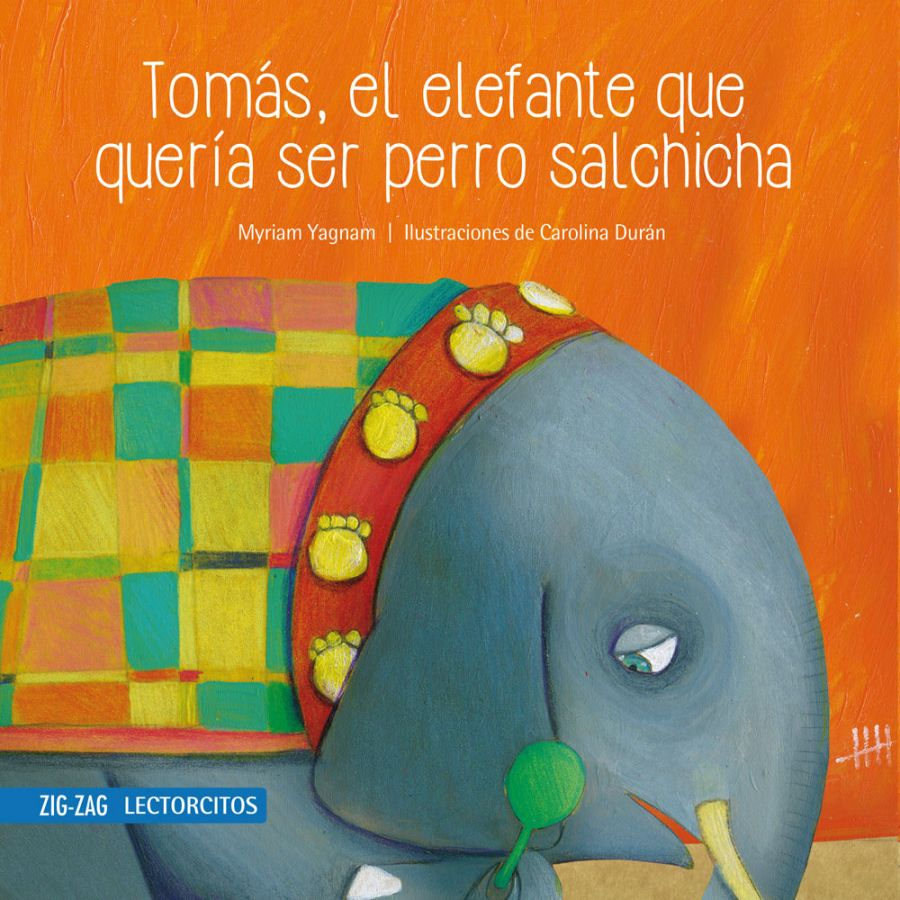 Tomás, el elefante que
quería ser perro salchicha
Myriam Yagnam | Ilustraciones de Carolina Durán
ZIG-ZAG LECTORCITOS